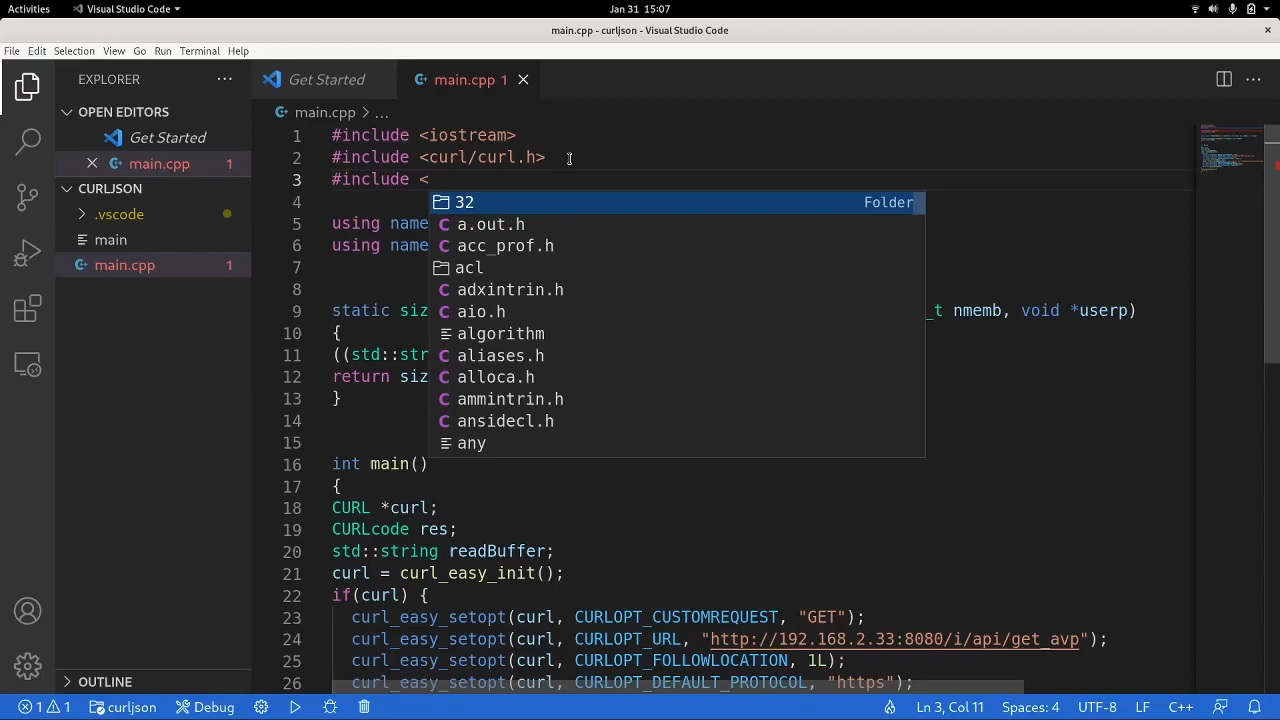 Activities
Visual Studio Code
Jan 31 15:07
main.cpp - curljson - Visual Studio Code
File Edit Selection View Go Run Terminal Help
EXPLORER
OPEN EDITORS
Get Started
main.cpp 1
CURLJSON
.vscode
main
main.cpp 1
OUTLINE
Get Started
main.cpp 1
main.cpp > ...
1 #include <iostream>
2 #include <curl/curl.h>
3 #include <
4
5 using name
6 using name
7
8
9 static siz _t nmemb, void *userp)
10 {
11 ((std::str
12 return siz
13 }
14
15
16 int main()
17 {
18 CURL *curl;
19 CURLcode res;
20 std::string readBuffer;
21 curl = curl_easy_init();
22 if(curl) {
23 curl_easy_setopt(curl, CURLOPT_CUSTOMREQUEST, "GET");
24 curl_easy_setopt(curl, CURLOPT_URL, "http://192.168.2.33:8080/i/api/get_avp");
25 curl_easy_setopt(curl, CURLOPT_FOLLOWLOCATION, 1L);
26 curl_easy_setopt(curl, CURLOPT_DEFAULT_PROTOCOL, "https");
32 Folder
a.out.h
acc_prof.h
acl
adxintrin.h
aio.h
algorithm
aliases.h
alloca.h
ammintrin.h
ansidecl.h
any
1 1 curljson Debug Ln 3, Col 11 Spaces: 4 UTF-8 LF C++